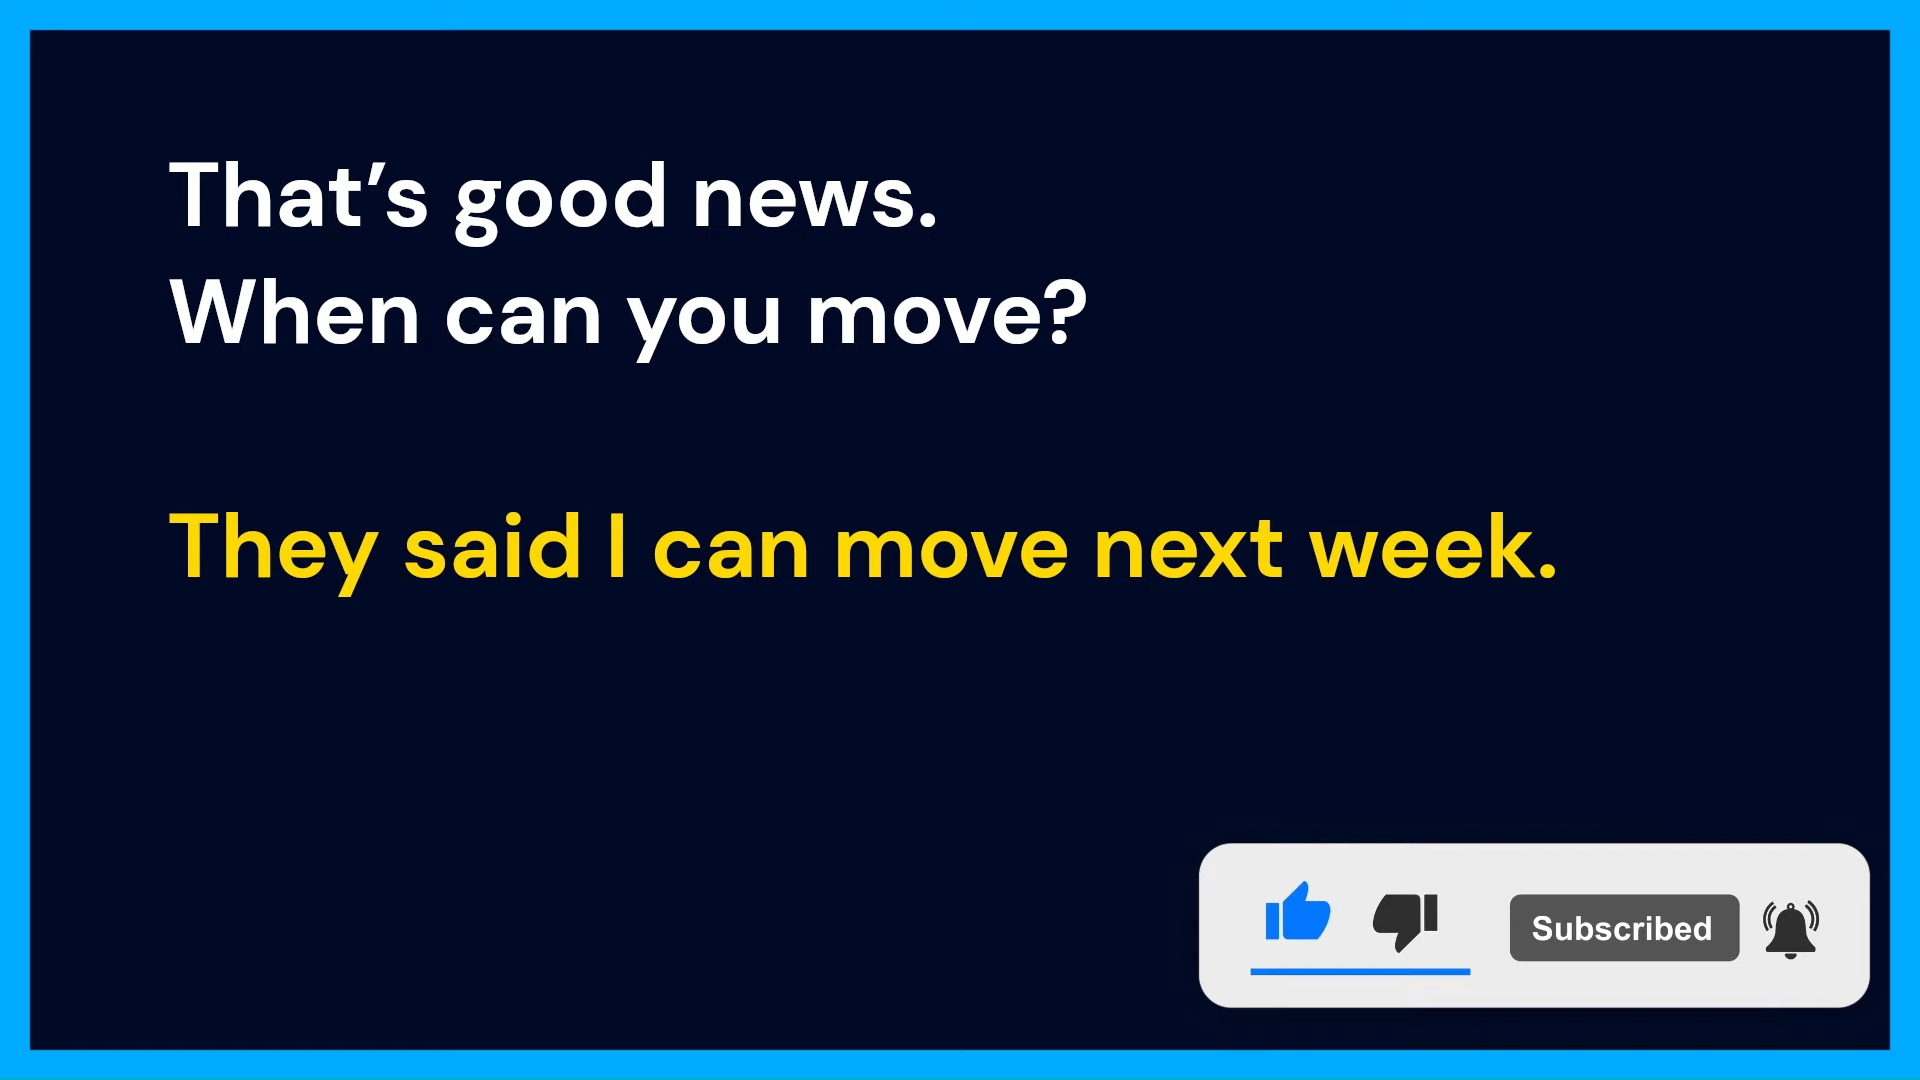 That’s good news.
When can you move?
They said I can move next week.
Subscribed